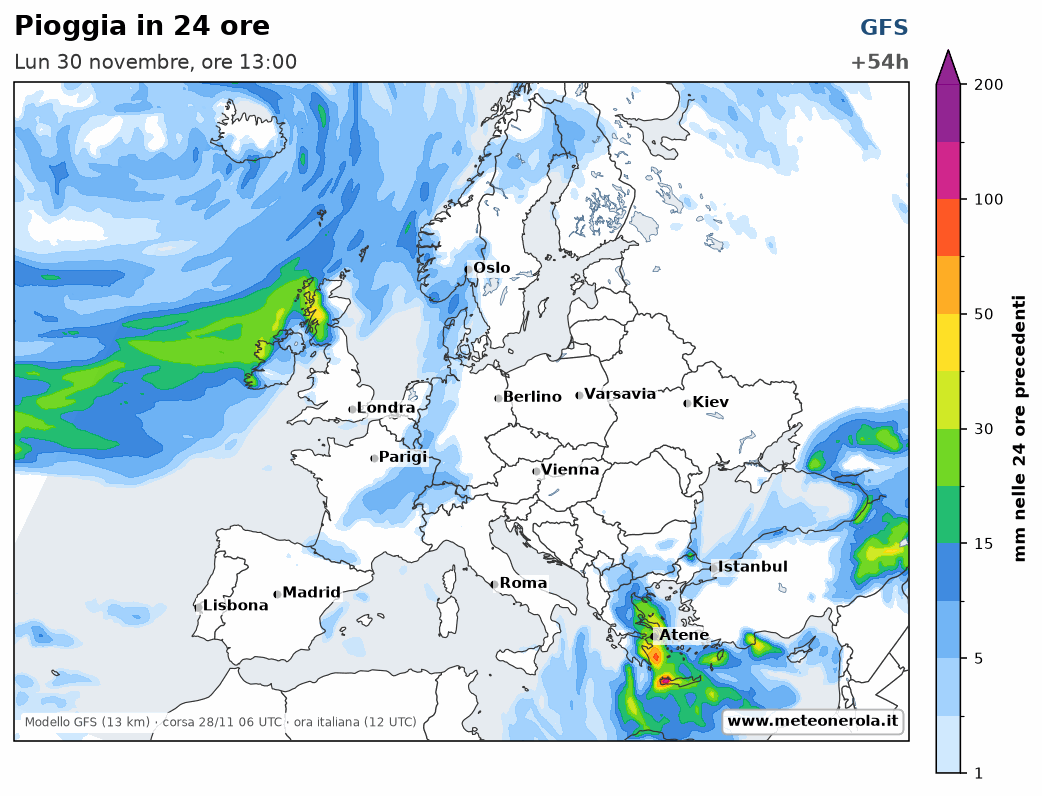 Pioggia in 24 ore
GFS
Lun 30 novembre, ore 13:00
+54h
200
100
50
30
15
5
1
mm nelle 24 ore precedenti
Oslo
Berlino
Varsavia
Kiev
Londra
Parigi
Vienna
Istanbul
Roma
Madrid
Lisbona
Atene
Modello GFS (13 km) · corsa 28/11 06 UTC · ora italiana (12 UTC)
www.meteonerola.it